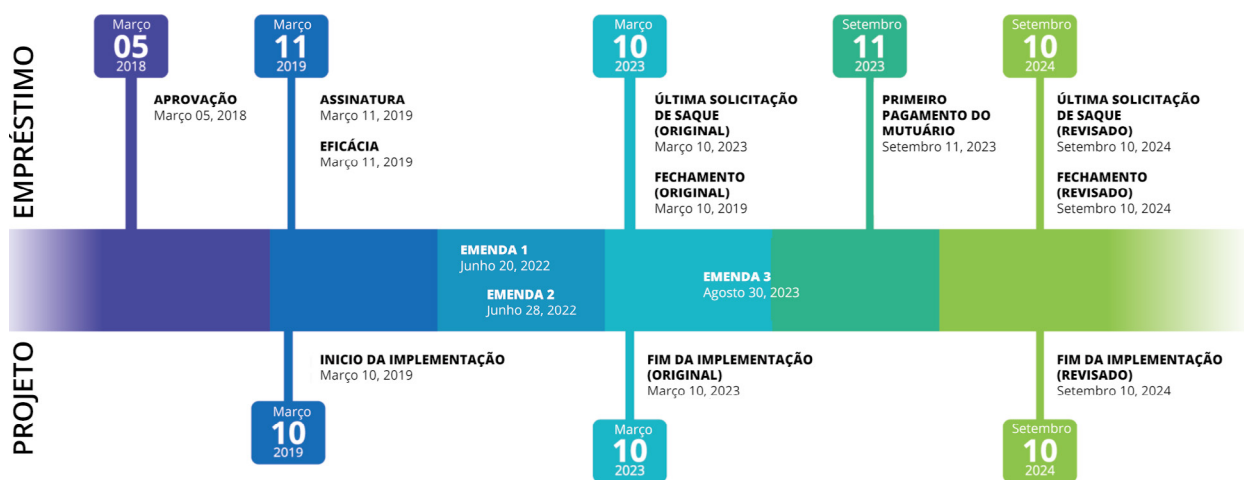 EMPRÉSTIMO
Março
05
2018
APROVAÇÃO
Março 05, 2018
Março
11
2019
ASSINATURA
Março 11, 2019
EFICÁCIA
Março 11, 2019
Março
10
2023
ÚLTIMA SOLICITAÇÃO
DE SAQUE
(ORIGINAL)
Março 10, 2023
FECHAMENTO
(ORIGINAL)
Março 10, 2019
Setembro
11
2023
PRIMEIRO
PAGAMENTO DO
MUTUÁRIO
Setembro 11, 2023
Setembro
10
2024
ÚLTIMA SOLICITAÇÃO
DE SAQUE
(REVISADO)
Setembro 10, 2024
FECHAMENTO
(REVISADO)
Setembro 10, 2024
EMENDA 1
Junho 20, 2022
EMENDA 2
Junho 28, 2022
EMENDA 3
Agosto 30, 2023
PROJETO
INICIO DA IMPLEMENTAÇÃO
Março 10, 2019
Março
10
2019
FIM DA IMPLEMENTAÇÃO
(ORIGINAL)
Março 10, 2023
Março
10
2023
FIM DA IMPLEMENTAÇÃO
(REVISADO)
Setembro 10, 2024
Setembro
10
2024